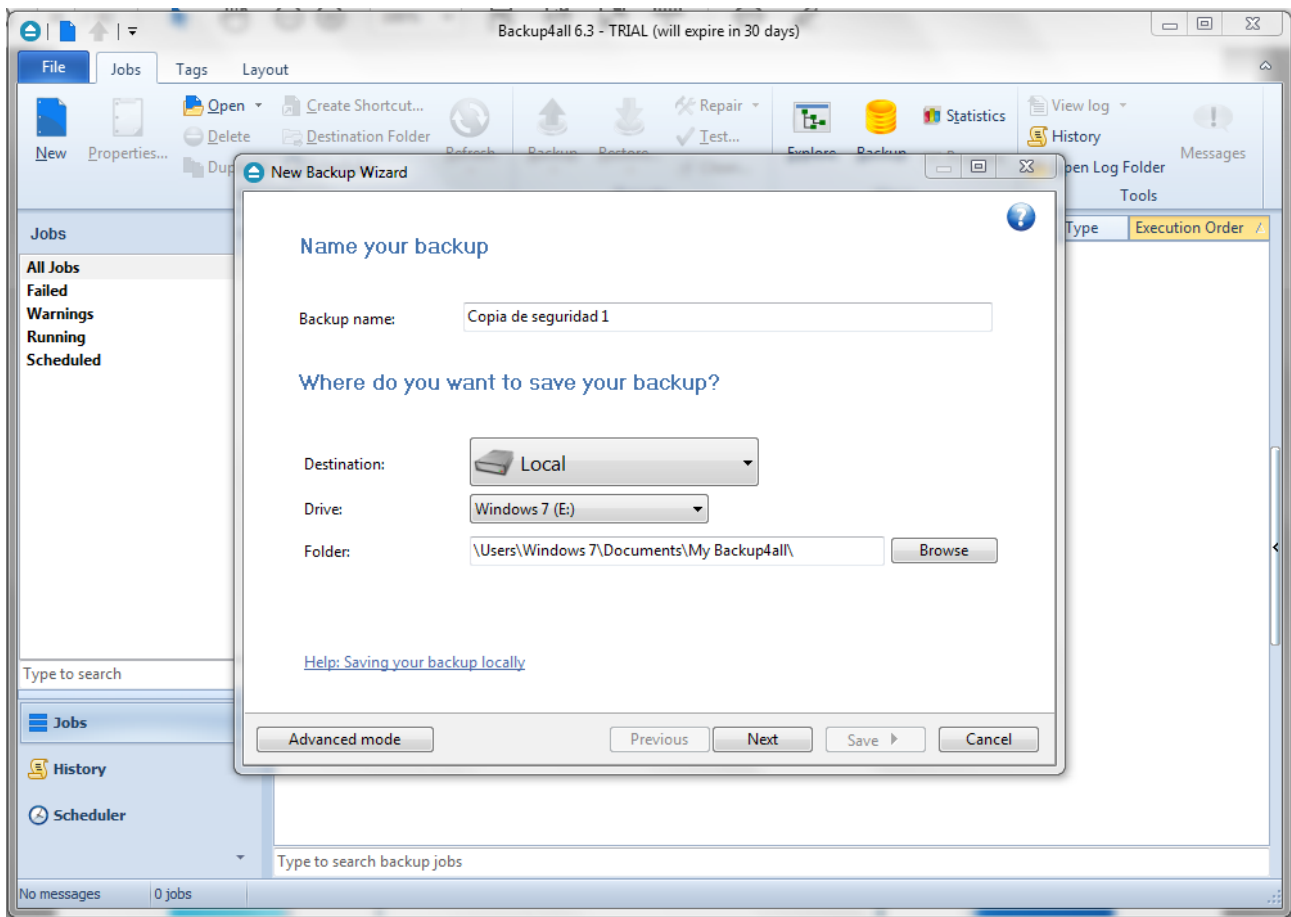 Backup4all 6.3 - TRIAL (will expire in 30 days)
File Jobs Tags Layout
Open Create Shortcut... Repair Statistics View log
New Properties... Delete Destination Folder Refresh Backup Restore Test... Explore Backup History Messages
Open Log Folder
Tools
New Backup Wizard
Jobs
Type Execution Order
All Jobs
Failed
Warnings
Running
Scheduled
Name your backup
Backup name: Copia de seguridad 1
Where do you want to save your backup?
Destination: Local
Drive: Windows 7 (E:)
Folder: \Users\Windows 7\Documents\My Backup4all\ Browse
Help: Saving your backup locally
Type to search
Advanced mode Previous Next Save Cancel
Jobs
History
Scheduler
Type to search backup jobs
No messages 0 jobs